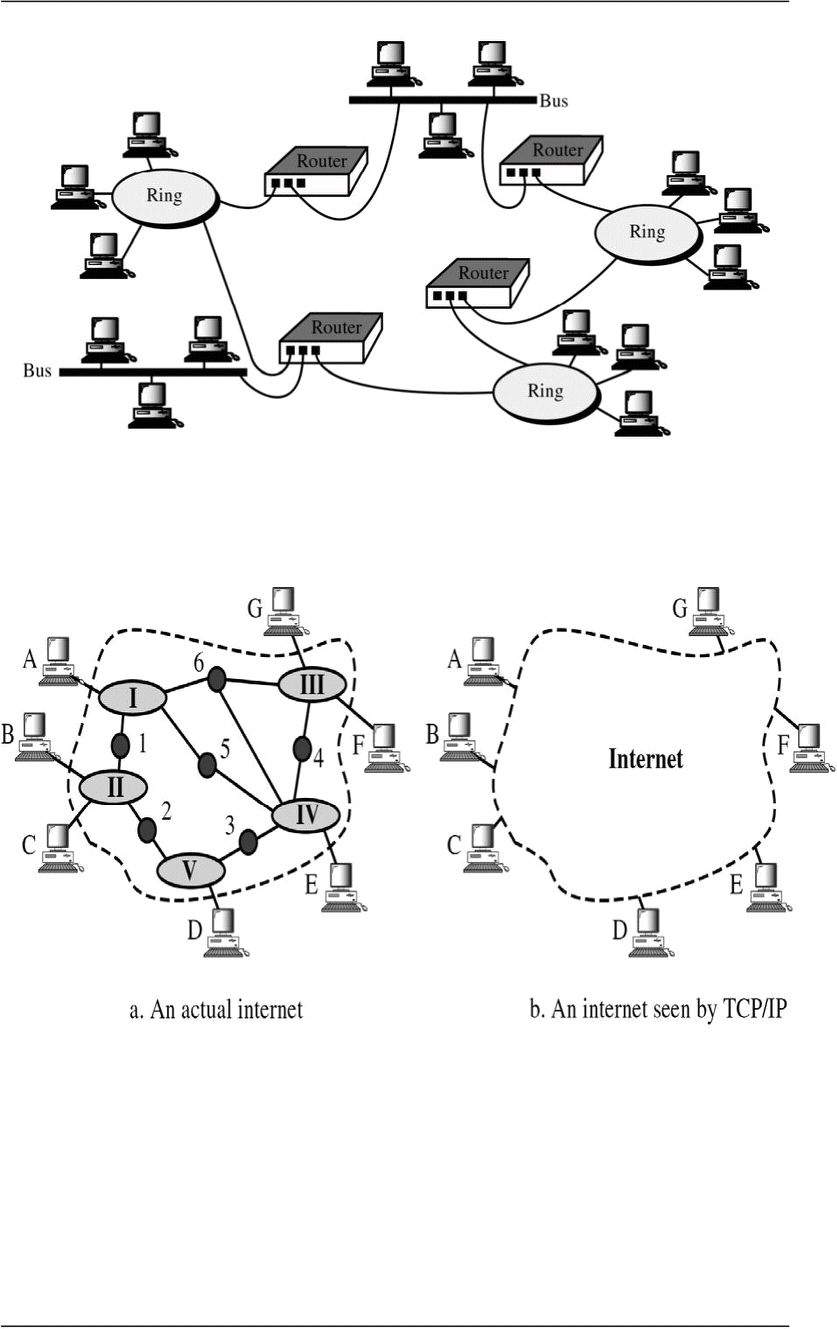 Bus
Router
Router
Ring
Ring
Router
Router
Bus
Ring
G
A
6
I
III
B
1
5
4
F
II
2
3
IV
C
V
E
D
a. An actual internet
G
A
B
Internet
F
C
E
D
b. An internet seen by TCP/IP